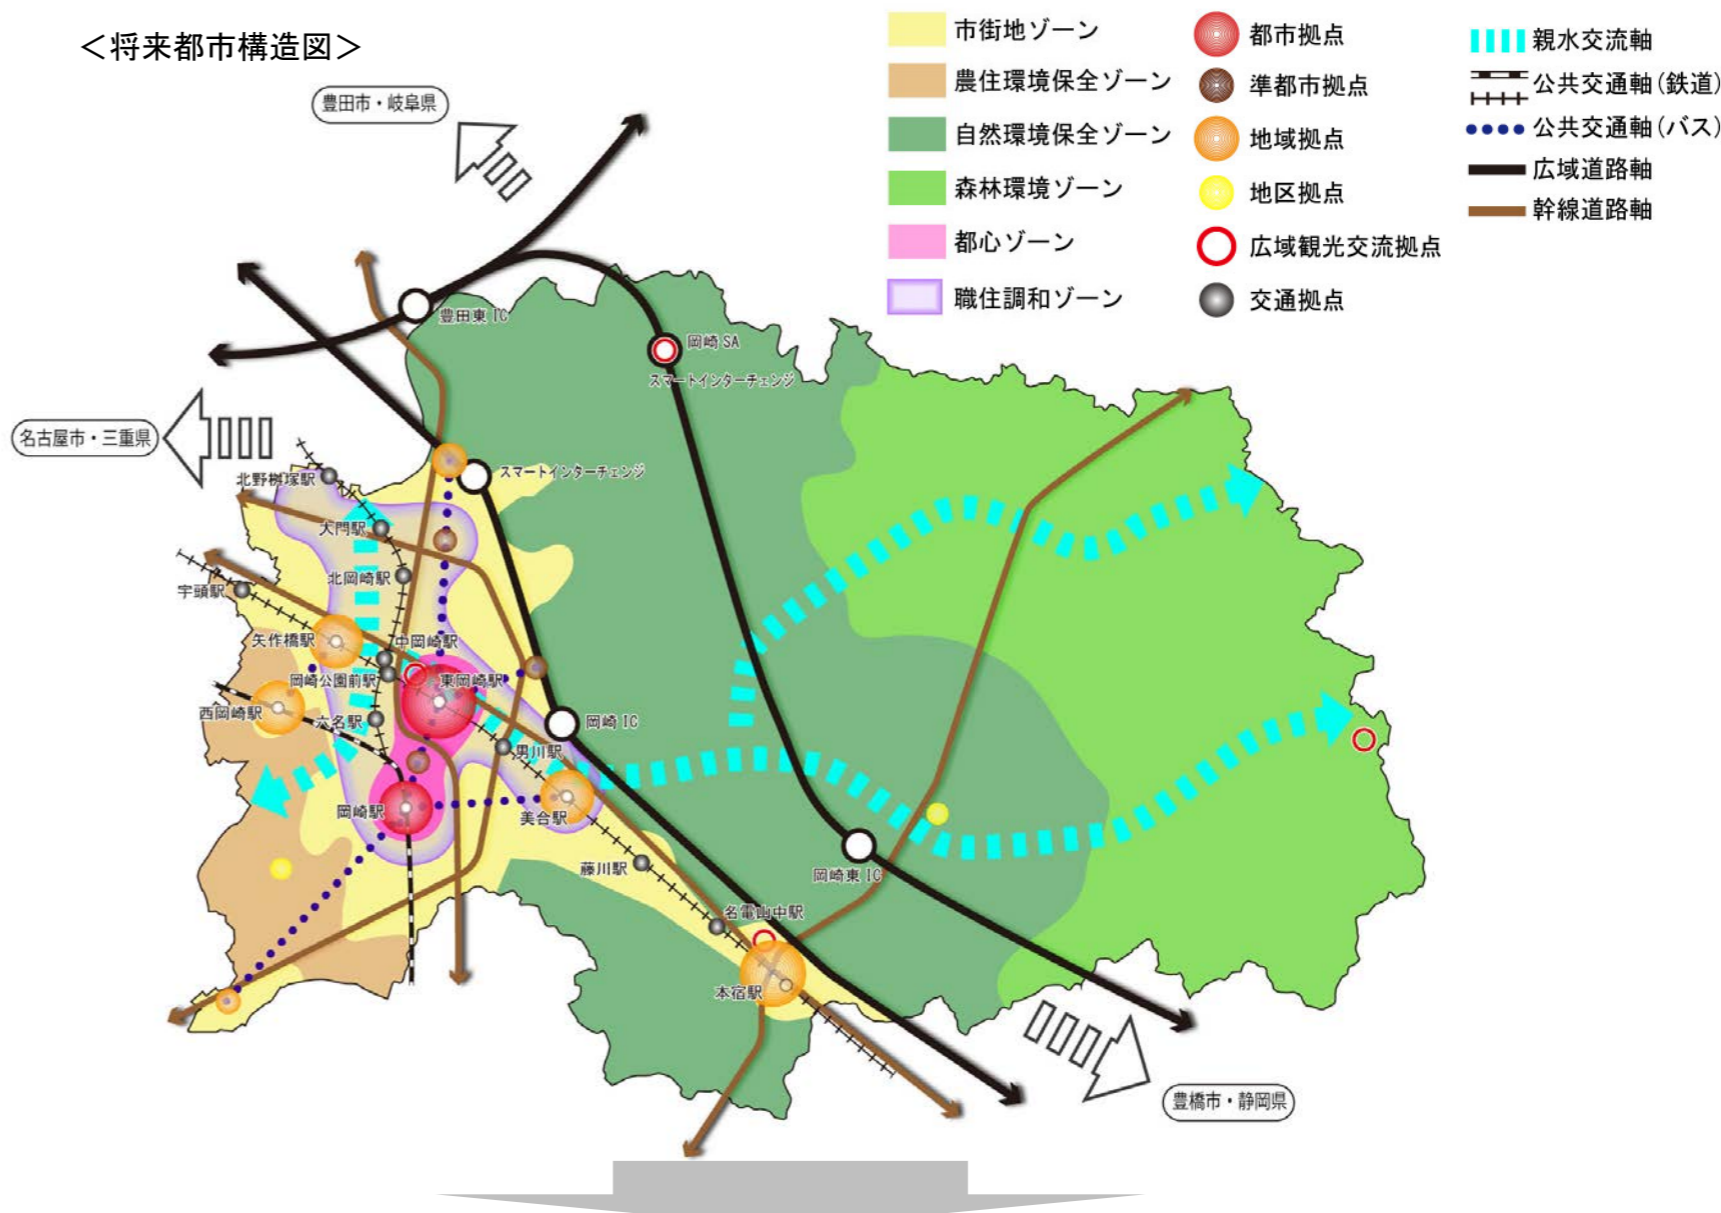 ＜将来都市構造図＞
市街地ゾーン
農住環境保全ゾーン
自然環境保全ゾーン
森林環境ゾーン
都心ゾーン
職住調和ゾーン
都市拠点
準都市拠点
地域拠点
地区拠点
広域観光交流拠点
交通拠点
親水交流軸
公共交通軸(鉄道)
公共交通軸(バス)
広域道路軸
幹線道路軸
豊田市・岐阜県
豊田東IC
岡崎SA
スマートインターチェンジ
名古屋市・三重県
スマートインターチェンジ
北野桝塚駅
大門駅
北岡崎駅
宇頭駅
矢作橋駅
中岡崎駅
岡崎公園前駅
東岡崎駅
西岡崎駅
六名駅
岡崎IC
男川駅
岡崎駅
美合駅
藤川駅
岡崎東IC
名電山中駅
本宿駅
豊橋市・静岡県